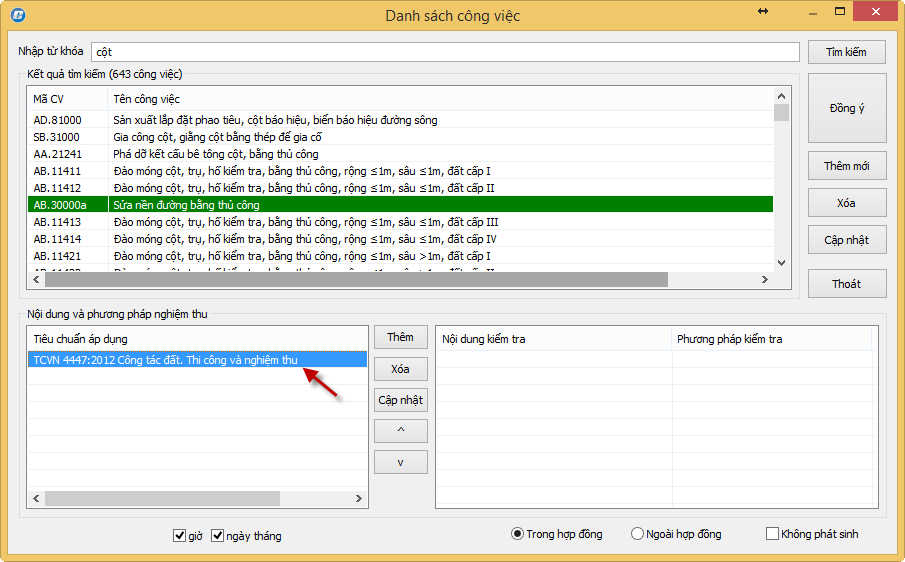 Danh sách công việc
Nhập từ khóa cột Tìm kiếm
Kết quả tìm kiếm (643 công việc)
Mã CV Tên công việc
AD.81000 Sản xuất lắp đặt phao tiêu, cột báo hiệu, biển báo hiệu đường sông
SB.31000 Gia công cột, giằng cột bằng thép để gia cố
AA.21241 Phá dỡ kết cấu bê tông cột, bằng thủ công
AB.11411 Đào móng cột, trụ, hố kiểm tra, bằng thủ công, rộng ≤1m, sâu ≤1m, đất cấp I
AB.11412 Đào móng cột, trụ, hố kiểm tra, bằng thủ công, rộng ≤1m, sâu ≤1m, đất cấp II
AB.30000a Sửa nền đường bằng thủ công
AB.11413 Đào móng cột, trụ, hố kiểm tra, bằng thủ công, rộng ≤1m, sâu ≤1m, đất cấp III
AB.11414 Đào móng cột, trụ, hố kiểm tra, bằng thủ công, rộng ≤1m, sâu ≤1m, đất cấp IV
AB.11421 Đào móng cột, trụ, hố kiểm tra, bằng thủ công, rộng ≤1m, sâu >1m, đất cấp I
Đồng ý
Thêm mới
Xóa
Cập nhật
Thoát
Nội dung và phương pháp nghiệm thu
Tiêu chuẩn áp dụng
TCVN 4447:2012 Công tác đất. Thi công và nghiệm thu
Thêm
Xóa
Cập nhật
^
v
Nội dung kiểm tra Phương pháp kiểm tra
giờ ngày tháng Trong hợp đồng Ngoài hợp đồng Không phát sinh